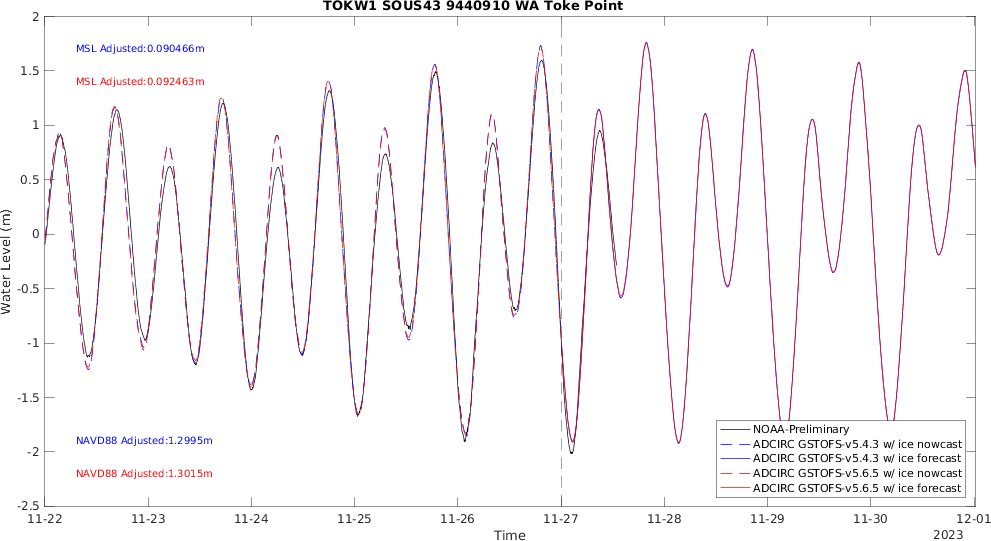 TOKW1 SOUS43 9440910 WA Toke Point
2
1.5
1
0.5
0
-0.5
-1
-1.5
-2
-2.5
Water Level (m)
MSL Adjusted:0.090466m
MSL Adjusted:0.092463m
NAVD88 Adjusted:1.2995m
NAVD88 Adjusted:1.3015m
NOAA-Preliminary
ADCIRC GSTOFS-v5.4.3 w/ ice nowcast
ADCIRC GSTOFS-v5.4.3 w/ ice forecast
ADCIRC GSTOFS-v5.6.5 w/ ice nowcast
ADCIRC GSTOFS-v5.6.5 w/ ice forecast
11-22 11-23 11-24 11-25 11-26 11-27 11-28 11-29 11-30 12-01
Time
2023